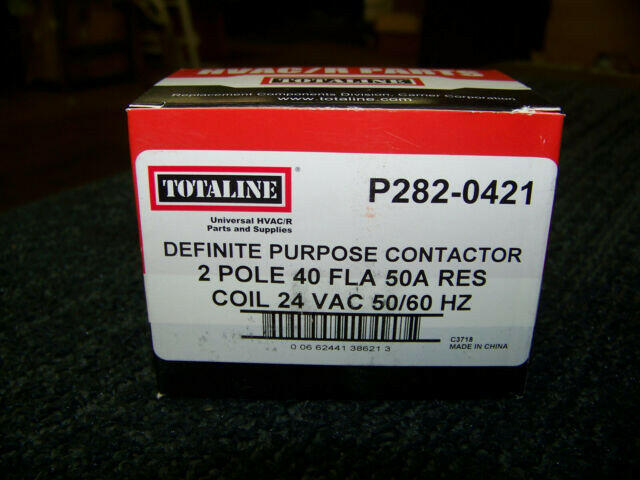 HVAC/R PARTS
TOTALINE
Replacement Components Division, Carrier Corporation
www.totaline.com
TOTALINE®
P282-0421
Universal HVAC/R
Parts and Supplies
DEFINITE PURPOSE CONTACTOR
2 POLE 40 FLA 50A RES
COIL 24 VAC 50/60 HZ
0 06 62441 38621 3
C3718
MADE IN CHINA